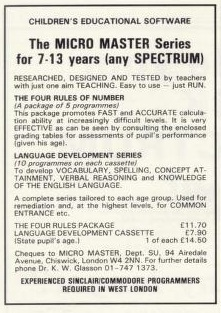 CHILDREN'S EDUCATIONAL SOFTWARE
The MICRO MASTER Series
for 7-13 years (any SPECTRUM)
RESEARCHED, DESIGNED AND TESTED by teachers
with just one aim TEACHING. Easy to use -- just RUN.
THE FOUR RULES OF NUMBER
(A package of 5 programmes)
This package promotes FAST and ACCURATE calcula-
tion ability at increasingly difficult levels. It is very
EFFECTIVE as can be seen by consulting the enclosed
grading tables for assessments of pupil's performance
(given his age).
LANGUAGE DEVELOPMENT SERIES
(10 programmes on each cassette)
To develop VOCABULARY, SPELLING, CONCEPT AT-
TAINMENT, VERBAL REASONING and KNOWLEDGE
OF THE ENGLISH LANGUAGE.
A complete series tailored to each age group. Used for
remediation and, at the highest levels, for COMMON
ENTRANCE etc.
THE FOUR RULES PACKAGE £11.70
LANGUAGE DEVELOPMENT CASSETTE £7.90
(State pupil's age.) 1 of each £14.50
Cheques to MICRO MASTER, Dept. SU, 94 Airedale
Avenue, Chiswick, London W4 2NN. For further details
phone Dr. K. W. Glasson 01-747 1373.
EXPERIENCED SINCLAIR/COMMODORE PROGRAMMERS
REQUIRED IN WEST LONDON